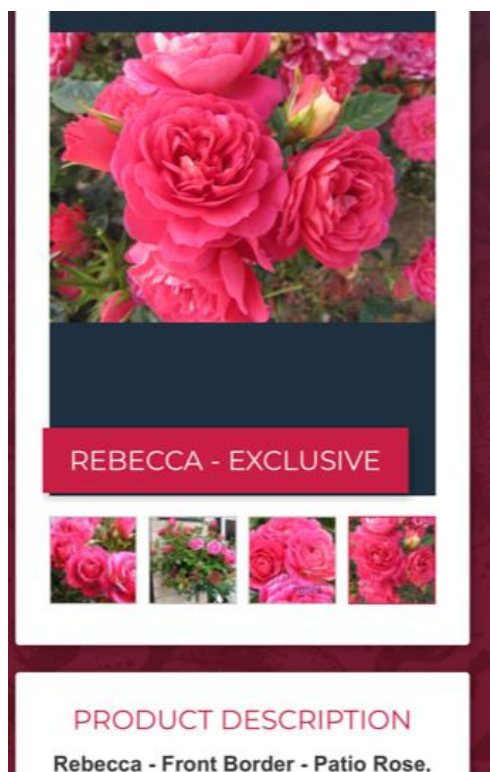 REBECCA - EXCLUSIVE
PRODUCT DESCRIPTION
Rebecca - Front Border - Patio Rose,